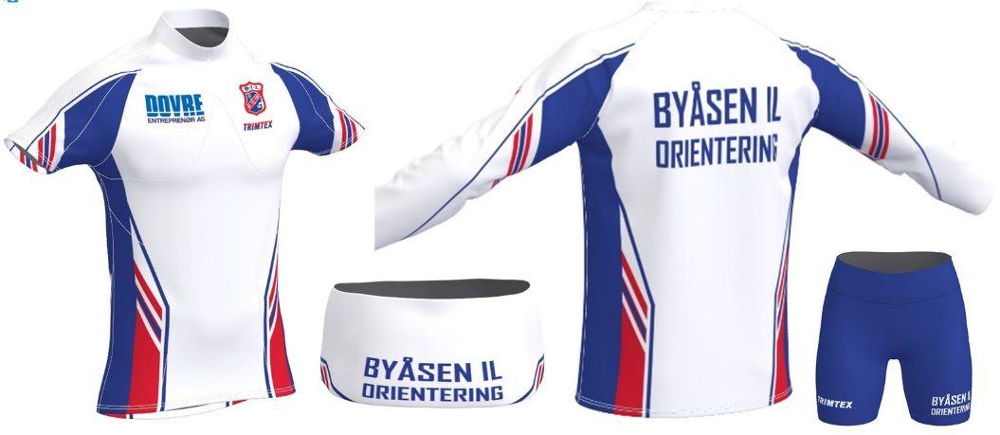 DOVRE
ENTREPRENØR AS
TRIMTEX
BYÅSEN IL
ORIENTERING
BYÅSEN IL
ORIENTERING
TRIMTEX
BYÅSEN IL
ORIENTERING